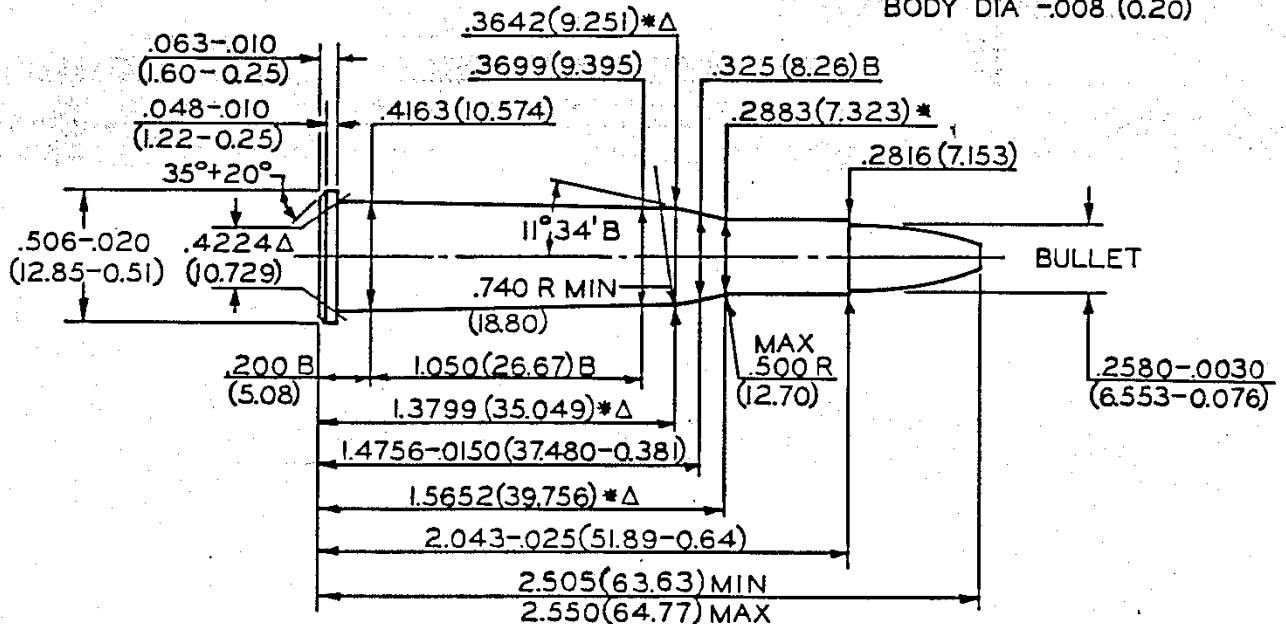 BODY DIA -.008 (0.20)
.3642(9.251)*Δ
.063-.010
(1.60-0.25)
.3699(9.395)
.325(8.26)B
.048-.010
(1.22-0.25)
.4163(10.574)
.2883(7.323)*
.2816(7.153)
35°+20°
11°34'B
.506-.020
(12.85-0.51)
.4224Δ
(10.729)
BULLET
.740 R MIN
(18.80)
MAX
.500 R
(12.70)
.200 B
(5.08)
1.050(26.67)B
.2580-.0030
(6.553-0.076)
1.3799(35.049)*Δ
1.4756-.0150(37.480-0.381)
1.5652(39.756)*Δ
2.043-.025(51.89-0.64)
2.505(63.63)MIN
2.550(64.77)MAX